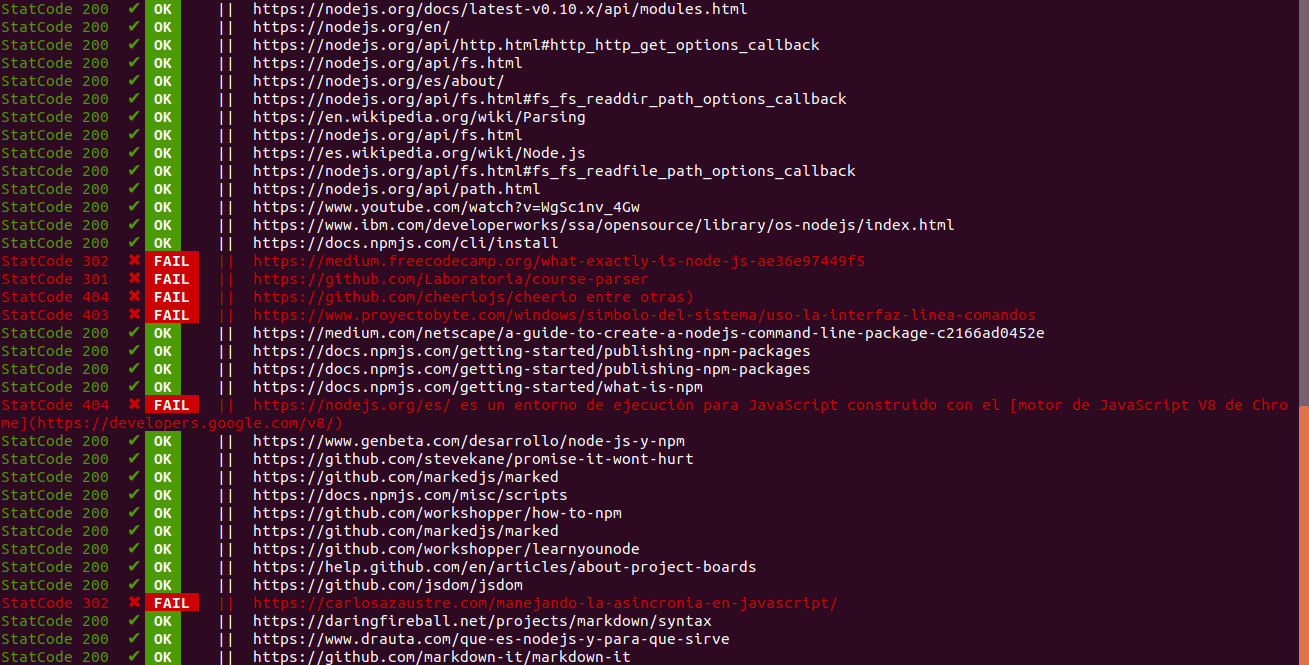 StatCode 200 ✔ OK || https://nodejs.org/docs/latest-v0.10.x/api/modules.html
StatCode 200 ✔ OK || https://nodejs.org/en/
StatCode 200 ✔ OK || https://nodejs.org/api/http.html#http_http_get_options_callback
StatCode 200 ✔ OK || https://nodejs.org/api/fs.html
StatCode 200 ✔ OK || https://nodejs.org/es/about/
StatCode 200 ✔ OK || https://nodejs.org/api/fs.html#fs_fs_readdir_path_options_callback
StatCode 200 ✔ OK || https://en.wikipedia.org/wiki/Parsing
StatCode 200 ✔ OK || https://nodejs.org/api/fs.html
StatCode 200 ✔ OK || https://es.wikipedia.org/wiki/Node.js
StatCode 200 ✔ OK || https://nodejs.org/api/fs.html#fs_fs_readfile_path_options_callback
StatCode 200 ✔ OK || https://nodejs.org/api/path.html
StatCode 200 ✔ OK || https://www.youtube.com/watch?v=WgSc1nv_4Gw
StatCode 200 ✔ OK || https://www.ibm.com/developerworks/ssa/opensource/library/os-nodejs/index.html
StatCode 200 ✔ OK || https://docs.npmjs.com/cli/install
StatCode 302 ✖ FAIL || https://medium.freecodecamp.org/what-exactly-is-node-js-ae36e97449f5
StatCode 301 ✖ FAIL || https://github.com/Laboratoria/course-parser
StatCode 404 ✖ FAIL || https://github.com/cheeriojs/cheerio entre otras)
StatCode 403 ✖ FAIL || https://www.proyectobyte.com/windows/simbolo-del-sistema/uso-la-interfaz-linea-comandos
StatCode 200 ✔ OK || https://medium.com/netscape/a-guide-to-create-a-nodejs-command-line-package-c2166ad0452e
StatCode 200 ✔ OK || https://docs.npmjs.com/getting-started/publishing-npm-packages
StatCode 200 ✔ OK || https://docs.npmjs.com/getting-started/publishing-npm-packages
StatCode 200 ✔ OK || https://docs.npmjs.com/getting-started/what-is-npm
StatCode 404 ✖ FAIL || https://nodejs.org/es/ es un entorno de ejecución para JavaScript construido con el [motor de JavaScript V8 de Chro
me](https://developers.google.com/v8/)
StatCode 200 ✔ OK || https://www.genbeta.com/desarrollo/node-js-y-npm
StatCode 200 ✔ OK || https://github.com/stevekane/promise-it-wont-hurt
StatCode 200 ✔ OK || https://github.com/markedjs/marked
StatCode 200 ✔ OK || https://docs.npmjs.com/misc/scripts
StatCode 200 ✔ OK || https://github.com/workshopper/how-to-npm
StatCode 200 ✔ OK || https://github.com/markedjs/marked
StatCode 200 ✔ OK || https://github.com/workshopper/learnyounode
StatCode 200 ✔ OK || https://help.github.com/en/articles/about-project-boards
StatCode 200 ✔ OK || https://github.com/jsdom/jsdom
StatCode 302 ✖ FAIL || https://carlosazaustre.com/manejando-la-asincronia-en-javascript/
StatCode 200 ✔ OK || https://daringfireball.net/projects/markdown/syntax
StatCode 200 ✔ OK || https://www.drauta.com/que-es-nodejs-y-para-que-sirve
StatCode 200 ✔ OK || https://github.com/markdown-it/markdown-it